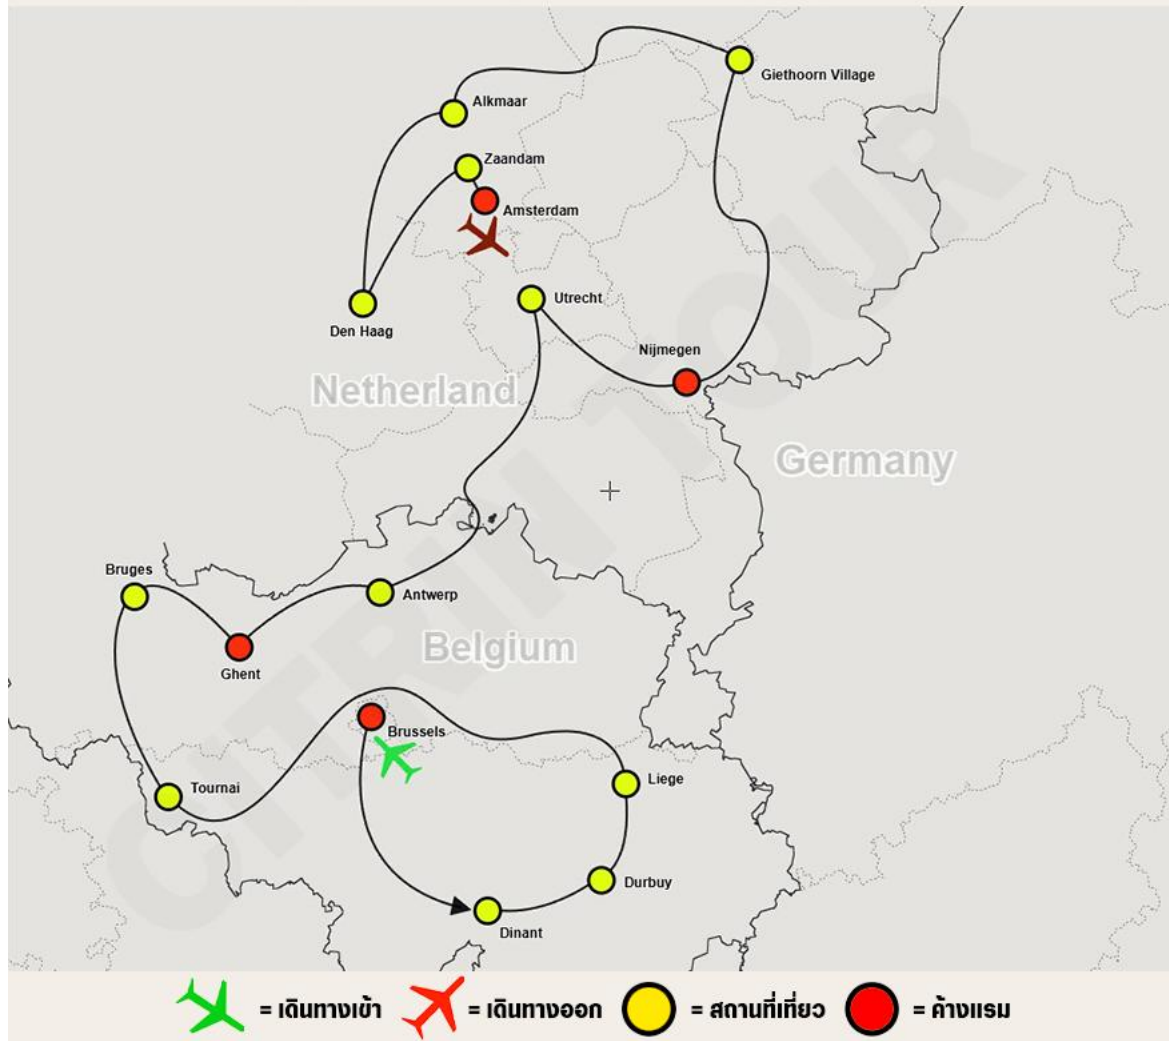 Giethoorn Village
Alkmaar
Zaandam
Amsterdam
Utrecht
Den Haag
Nijmegen
Netherland
Germany
Bruges
Antwerp
Belgium
Ghent
Brussels
Tournai
Liege
Durbuy
Dinant
CITRIN TOUR
= เดินทางเข้า = เดินทางออก = สถานที่เที่ยว = ค้างแรม